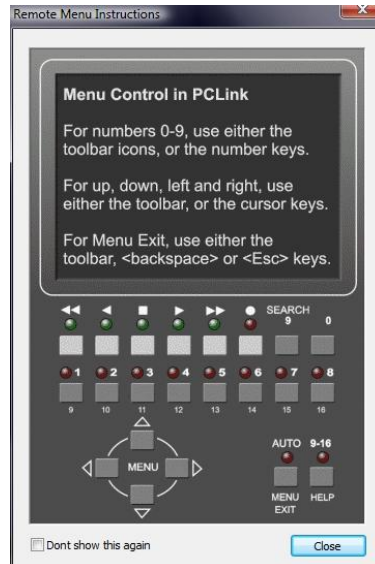 Remote Menu Instructions
Menu Control in PCLink
For numbers 0-9, use either the
toolbar icons, or the number keys.
For up, down, left and right, use
either the toolbar, or the cursor keys.
For Menu Exit, use either the
toolbar, <backspace> or <Esc> keys.
SEARCH
9 0
1 2 3 4 5 6 7 8
9 10 11 12 13 14 15 16
MENU
AUTO 9-16
MENU EXIT HELP
Dont show this again
Close